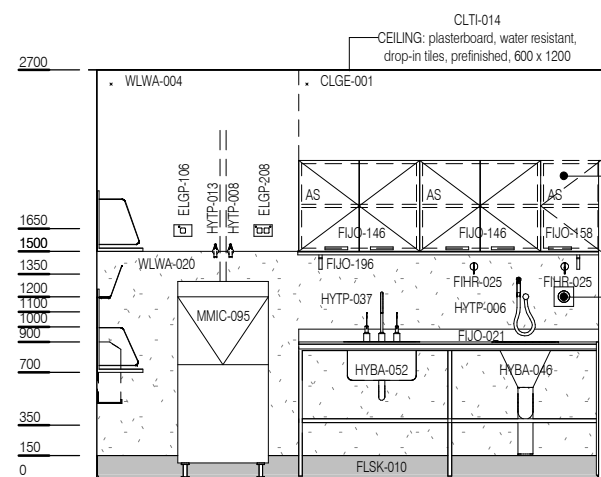 CLTI-014
CEILING: plasterboard, water resistant,
drop-in tiles, prefinished, 600 x 1200
2700
WLWA-004
CLGE-001
ELGP-106
HYTP-013
HYTP-008
ELGP-208
AS
AS
AS
1650
FIJO-146
FIJO-146
FIJO-158
1500
WLWA-020
FIJO-196
1350
FIHR-025
FIHR-025
1200
HYTP-037
HYTP-006
1100
MMIC-095
1000
FIJO-021
900
700
HYBA-052
HYBA-046
350
150
FLSK-010
0